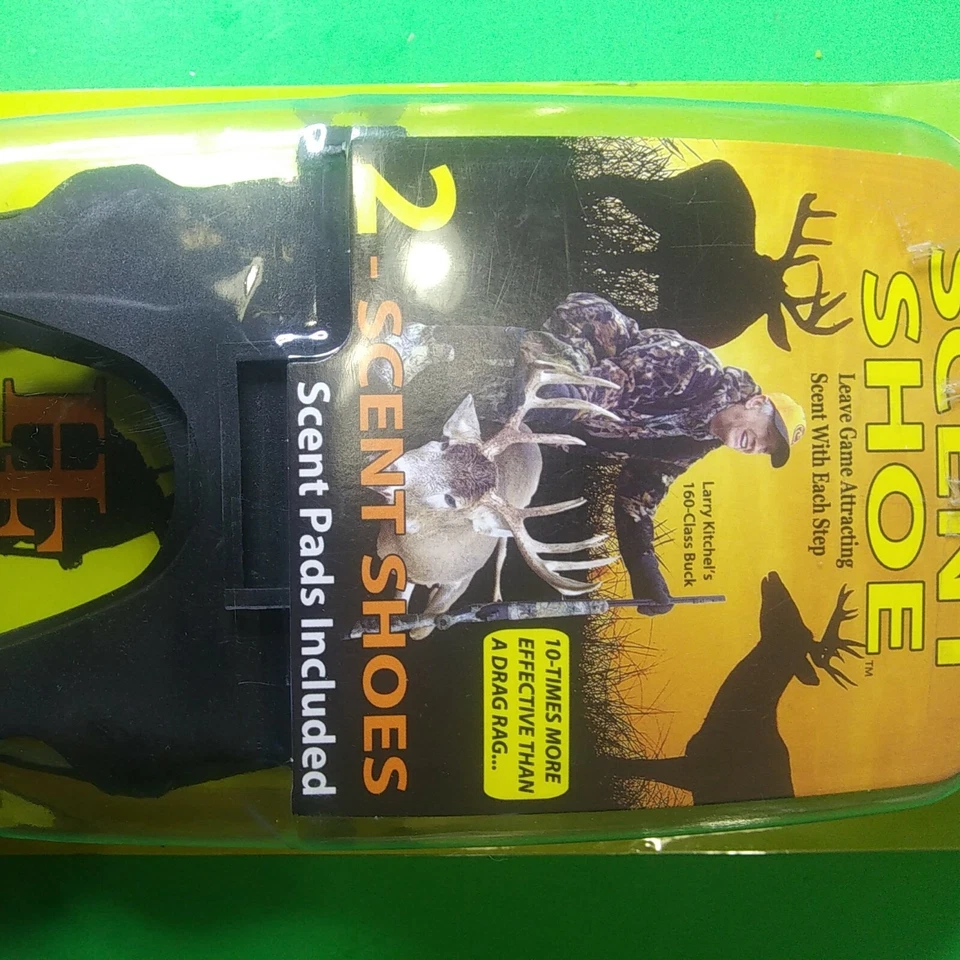 SCENT
SHOE™
Leave Game Attracting
Scent With Each Step
Larry Kitchel's
160-Class Buck
10-TIMES MORE
EFFECTIVE THAN
A DRAG RAG...
2 - SCENT SHOES
Scent Pads Included